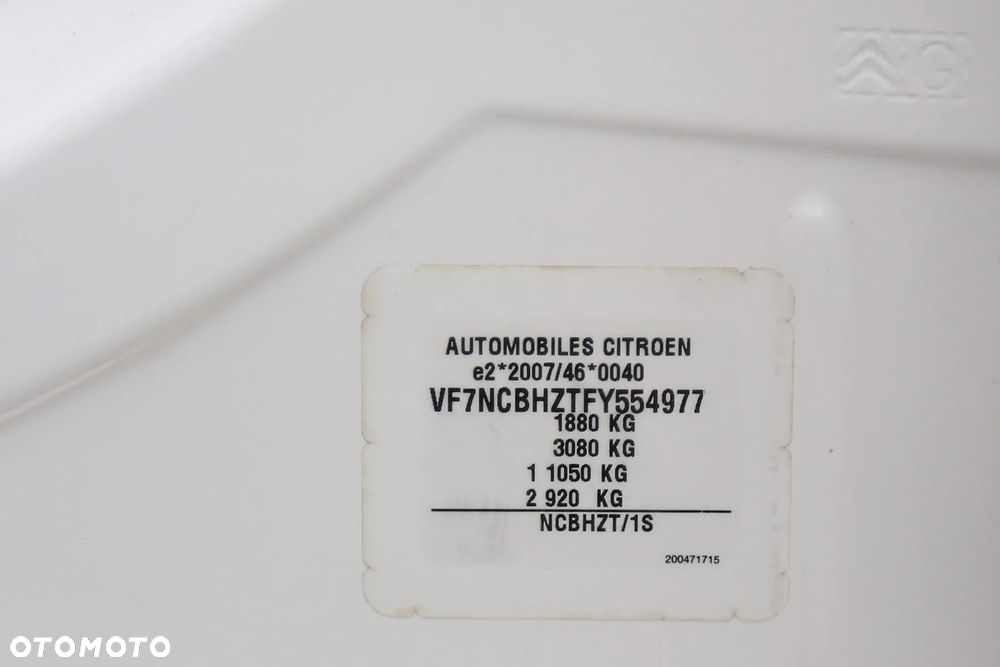 G
AUTOMOBILES CITROEN
e2*2007/46*0040
VF7NCBHZTFY554977
1880 KG
3080 KG
1 1050 KG
2 920 KG
NCBHZT/1S
200471715
OTOMOTO